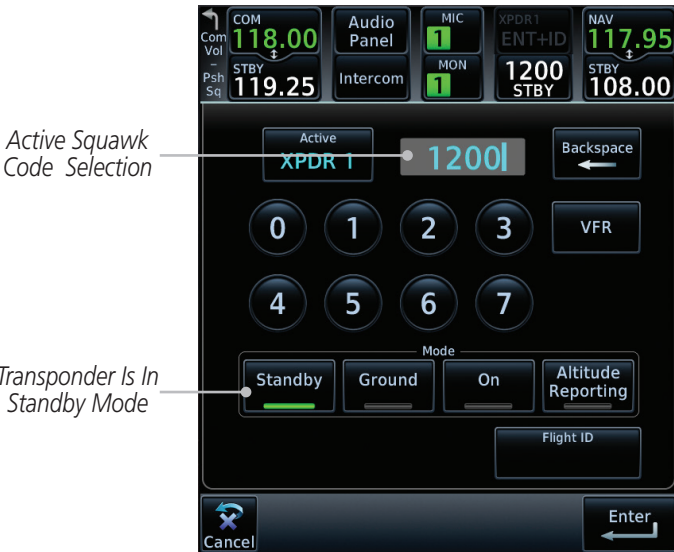 COM
118.00
STBY
119.25
Com
Vol
–
Psh
Sq
Audio
Panel
Intercom
MIC
1
MON
1
XPDR1
ENT+ID
1200
STBY
NAV
117.95
STBY
108.00
Active Squawk
Code Selection
Active
XPDR 1
1200
Backspace
0 1 2 3
VFR
4 5 6 7
Transponder Is In
Standby Mode
Mode
Standby
Ground
On
Altitude
Reporting
Flight ID
Cancel
Enter